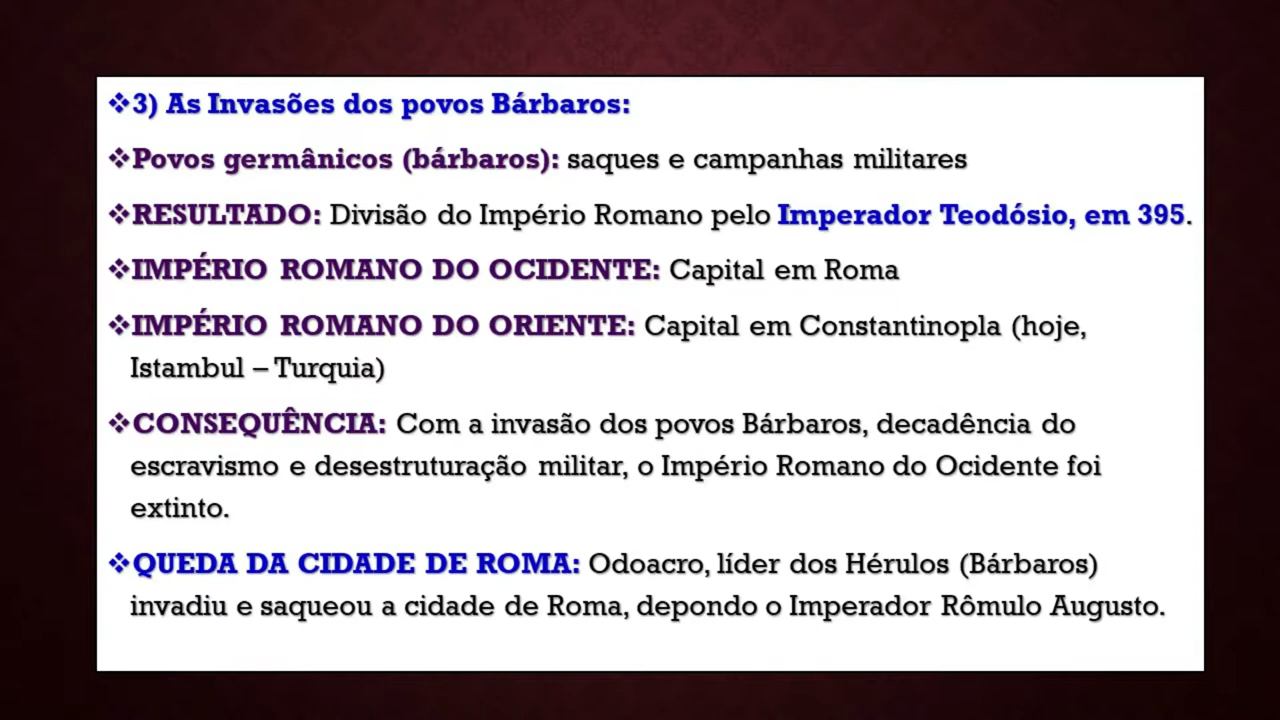 ❖3) As Invasões dos povos Bárbaros:
❖Povos germânicos (bárbaros): saques e campanhas militares
❖RESULTADO: Divisão do Império Romano pelo Imperador Teodósio, em 395.
❖IMPÉRIO ROMANO DO OCIDENTE: Capital em Roma
❖IMPÉRIO ROMANO DO ORIENTE: Capital em Constantinopla (hoje,
Istambul – Turquia)
❖CONSEQUÊNCIA: Com a invasão dos povos Bárbaros, decadência do
escravismo e desestruturação militar, o Império Romano do Ocidente foi
extinto.
❖QUEDA DA CIDADE DE ROMA: Odoacro, líder dos Hérulos (Bárbaros)
invadiu e saqueou a cidade de Roma, depondo o Imperador Rômulo Augusto.